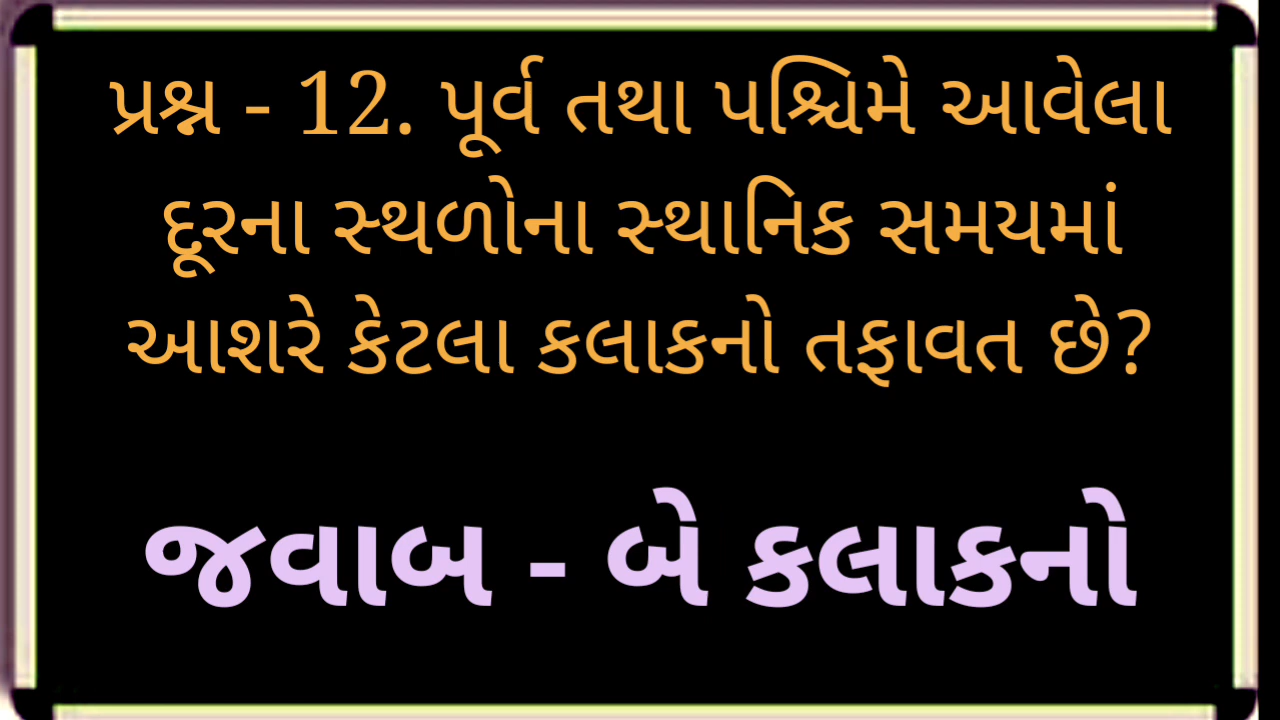 પ્રશ્ન - 12. પૂર્વ તથા પશ્ચિમે આવેલા
દૂરના સ્થળોના સ્થાનિક સમયમાં
આશરે કેટલા કલાકનો તફાવત છે?
જવાબ - બે કલાકનો